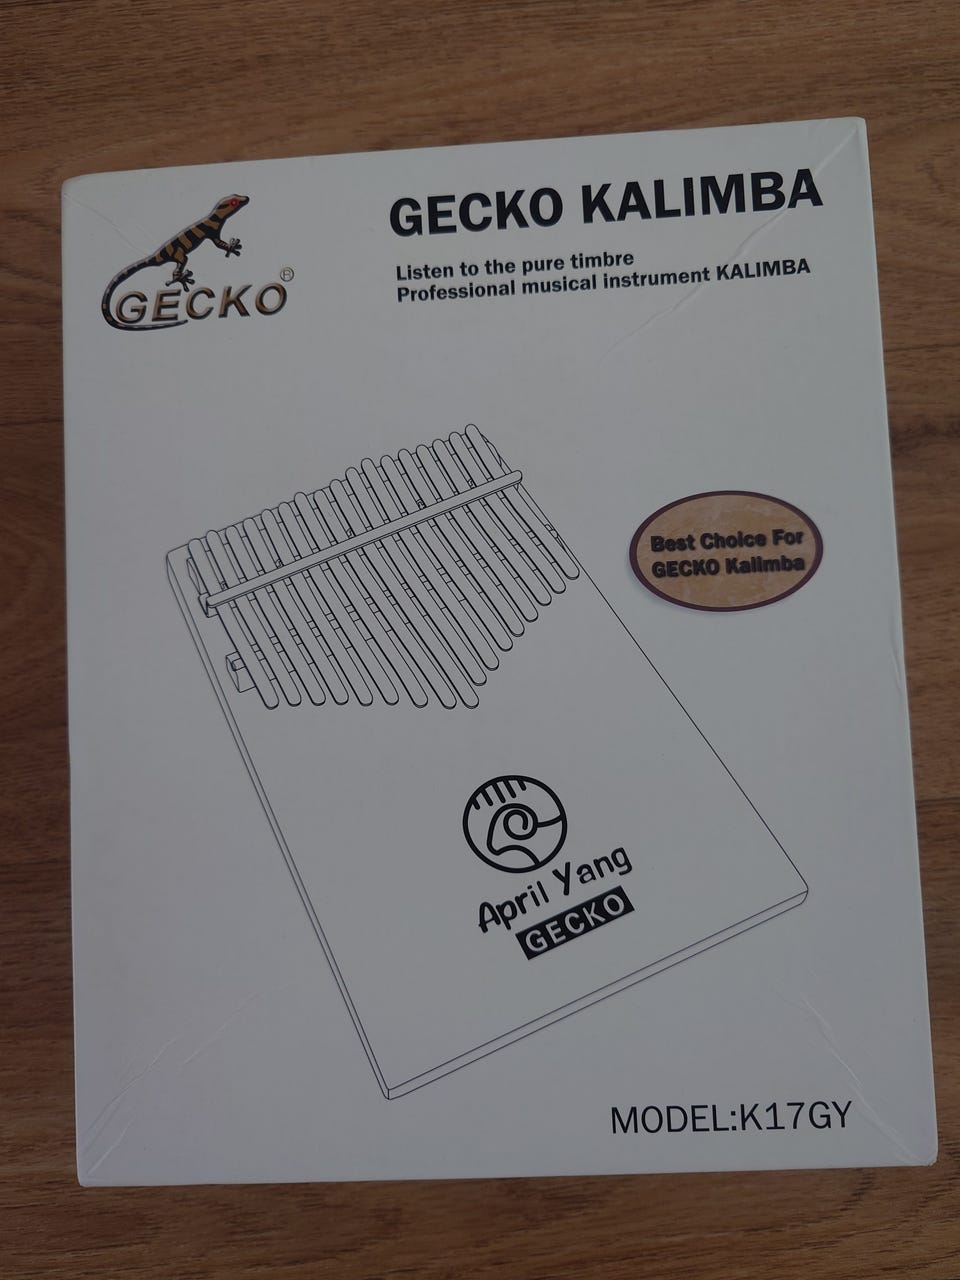 GECKO®
GECKO KALIMBA
Listen to the pure timbre
Professional musical instrument KALIMBA
Best Choice For
GECKO Kalimba
April Yang
GECKO
MODEL:K17GY